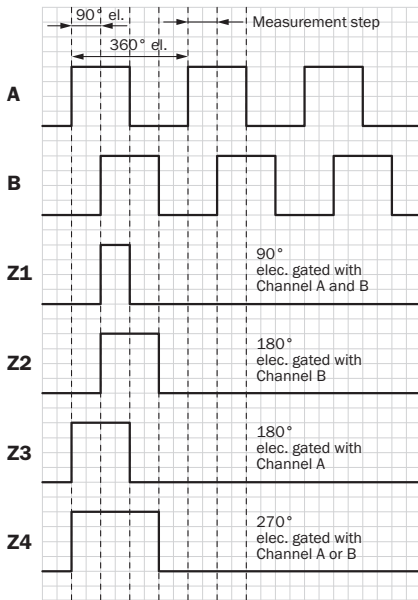 90° el.
Measurement step
360° el.
A
B
Z1
90°
elec. gated with
Channel A and B
Z2
180°
elec. gated with
Channel B
Z3
180°
elec. gated with
Channel A
Z4
270°
elec. gated with
Channel A or B